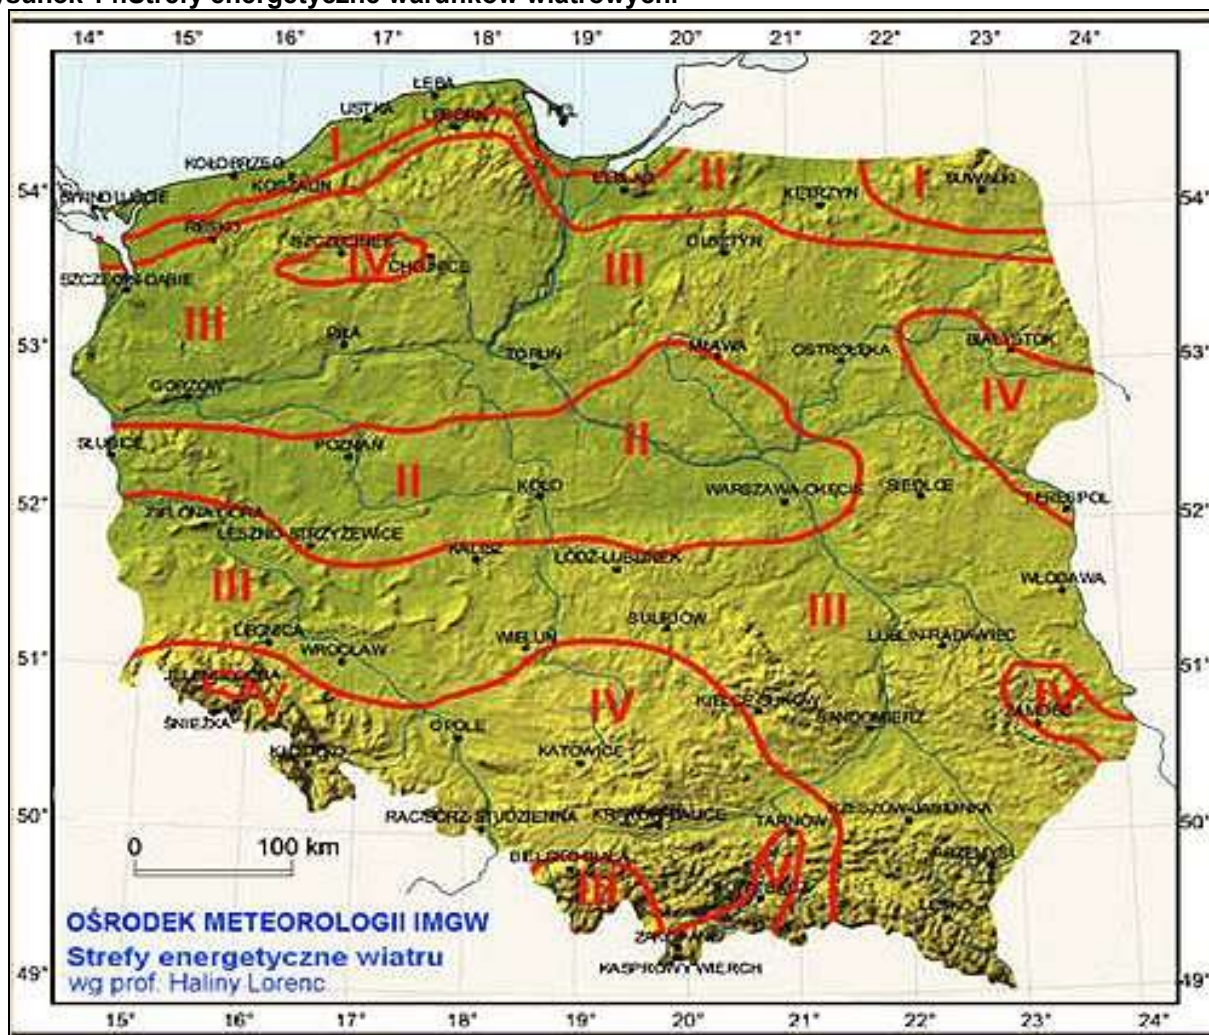 Strefy energetyczne warunków wiatrowych.
14° 15° 16° 17° 18° 19° 20° 21° 22° 23° 24°
ŁEBA
USTKA
HEL
LĘBORK
I
KOŁOBRZEG
KOSZALIN
ELBLĄG
II
KĘTRZYN
I
SUWAŁKI
54°
54°
ŚWINOUJŚCIE
RESKO
SZCZECINEK
OLSZTYN
IV
CHOJNICE
III
SZCZECIN-DĄBIE
III
PIŁA
TORUŃ
MŁAWA
OSTROŁĘKA
BIAŁYSTOK
53°
53°
GORZÓW
IV
SŁUBICE
POZNAŃ
II
II
KOŁO
WARSZAWA-OKĘCIE
SIEDLCE
TERESPOL
52°
52°
ZIELONA GÓRA
LESZNO-STRZYŻEWICE
KALISZ
ŁÓDŹ-LUBLINEK
III
WŁODAWA
III
SULEJÓW
LEGNICA
WROCŁAW
WIELUŃ
LUBLIN-RADAWIEC
51°
51°
JELENIA GÓRA
V
IV
KIELCE-SUKÓW
IV
ZAMOŚĆ
ŚNIEŻKA
OPOLE
SANDOMIERZ
KŁODZKO
KATOWICE
50°
50°
RACIBÓRZ-STUDZIENNA
KRAKÓW-BALICE
TARNÓW
RZESZÓW-JASIONKA
0 100 km
BIELSKO-BIAŁA
V
PRZEMYŚL
III
LESKO
KASPROWY WIERCH
OŚRODEK METEOROLOGII IMGW
Strefy energetyczne wiatru
wg prof. Haliny Lorenc
49°
49°
15° 16° 17° 18° 19° 20° 21° 22° 23° 24°